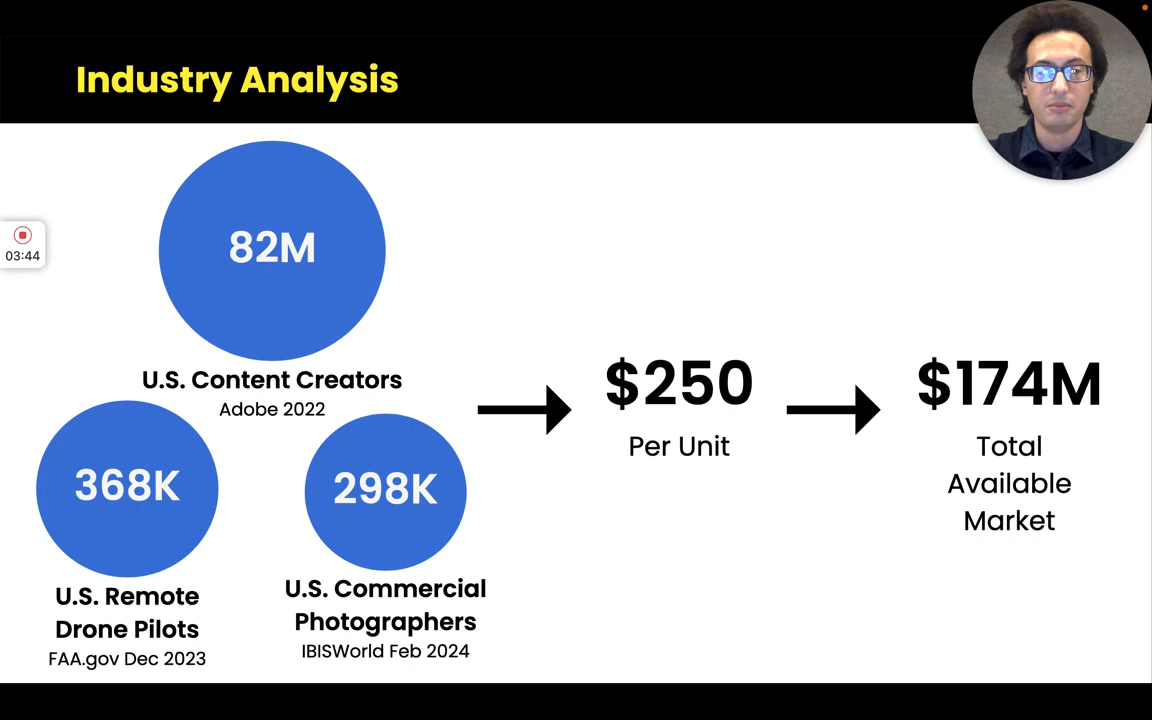 Industry Analysis
82M
03:44
U.S. Content Creators
Adobe 2022
368K
298K
U.S. Remote
Drone Pilots
FAA.gov Dec 2023
U.S. Commercial
Photographers
IBISWorld Feb 2024
$250
Per Unit
$174M
Total
Available
Market